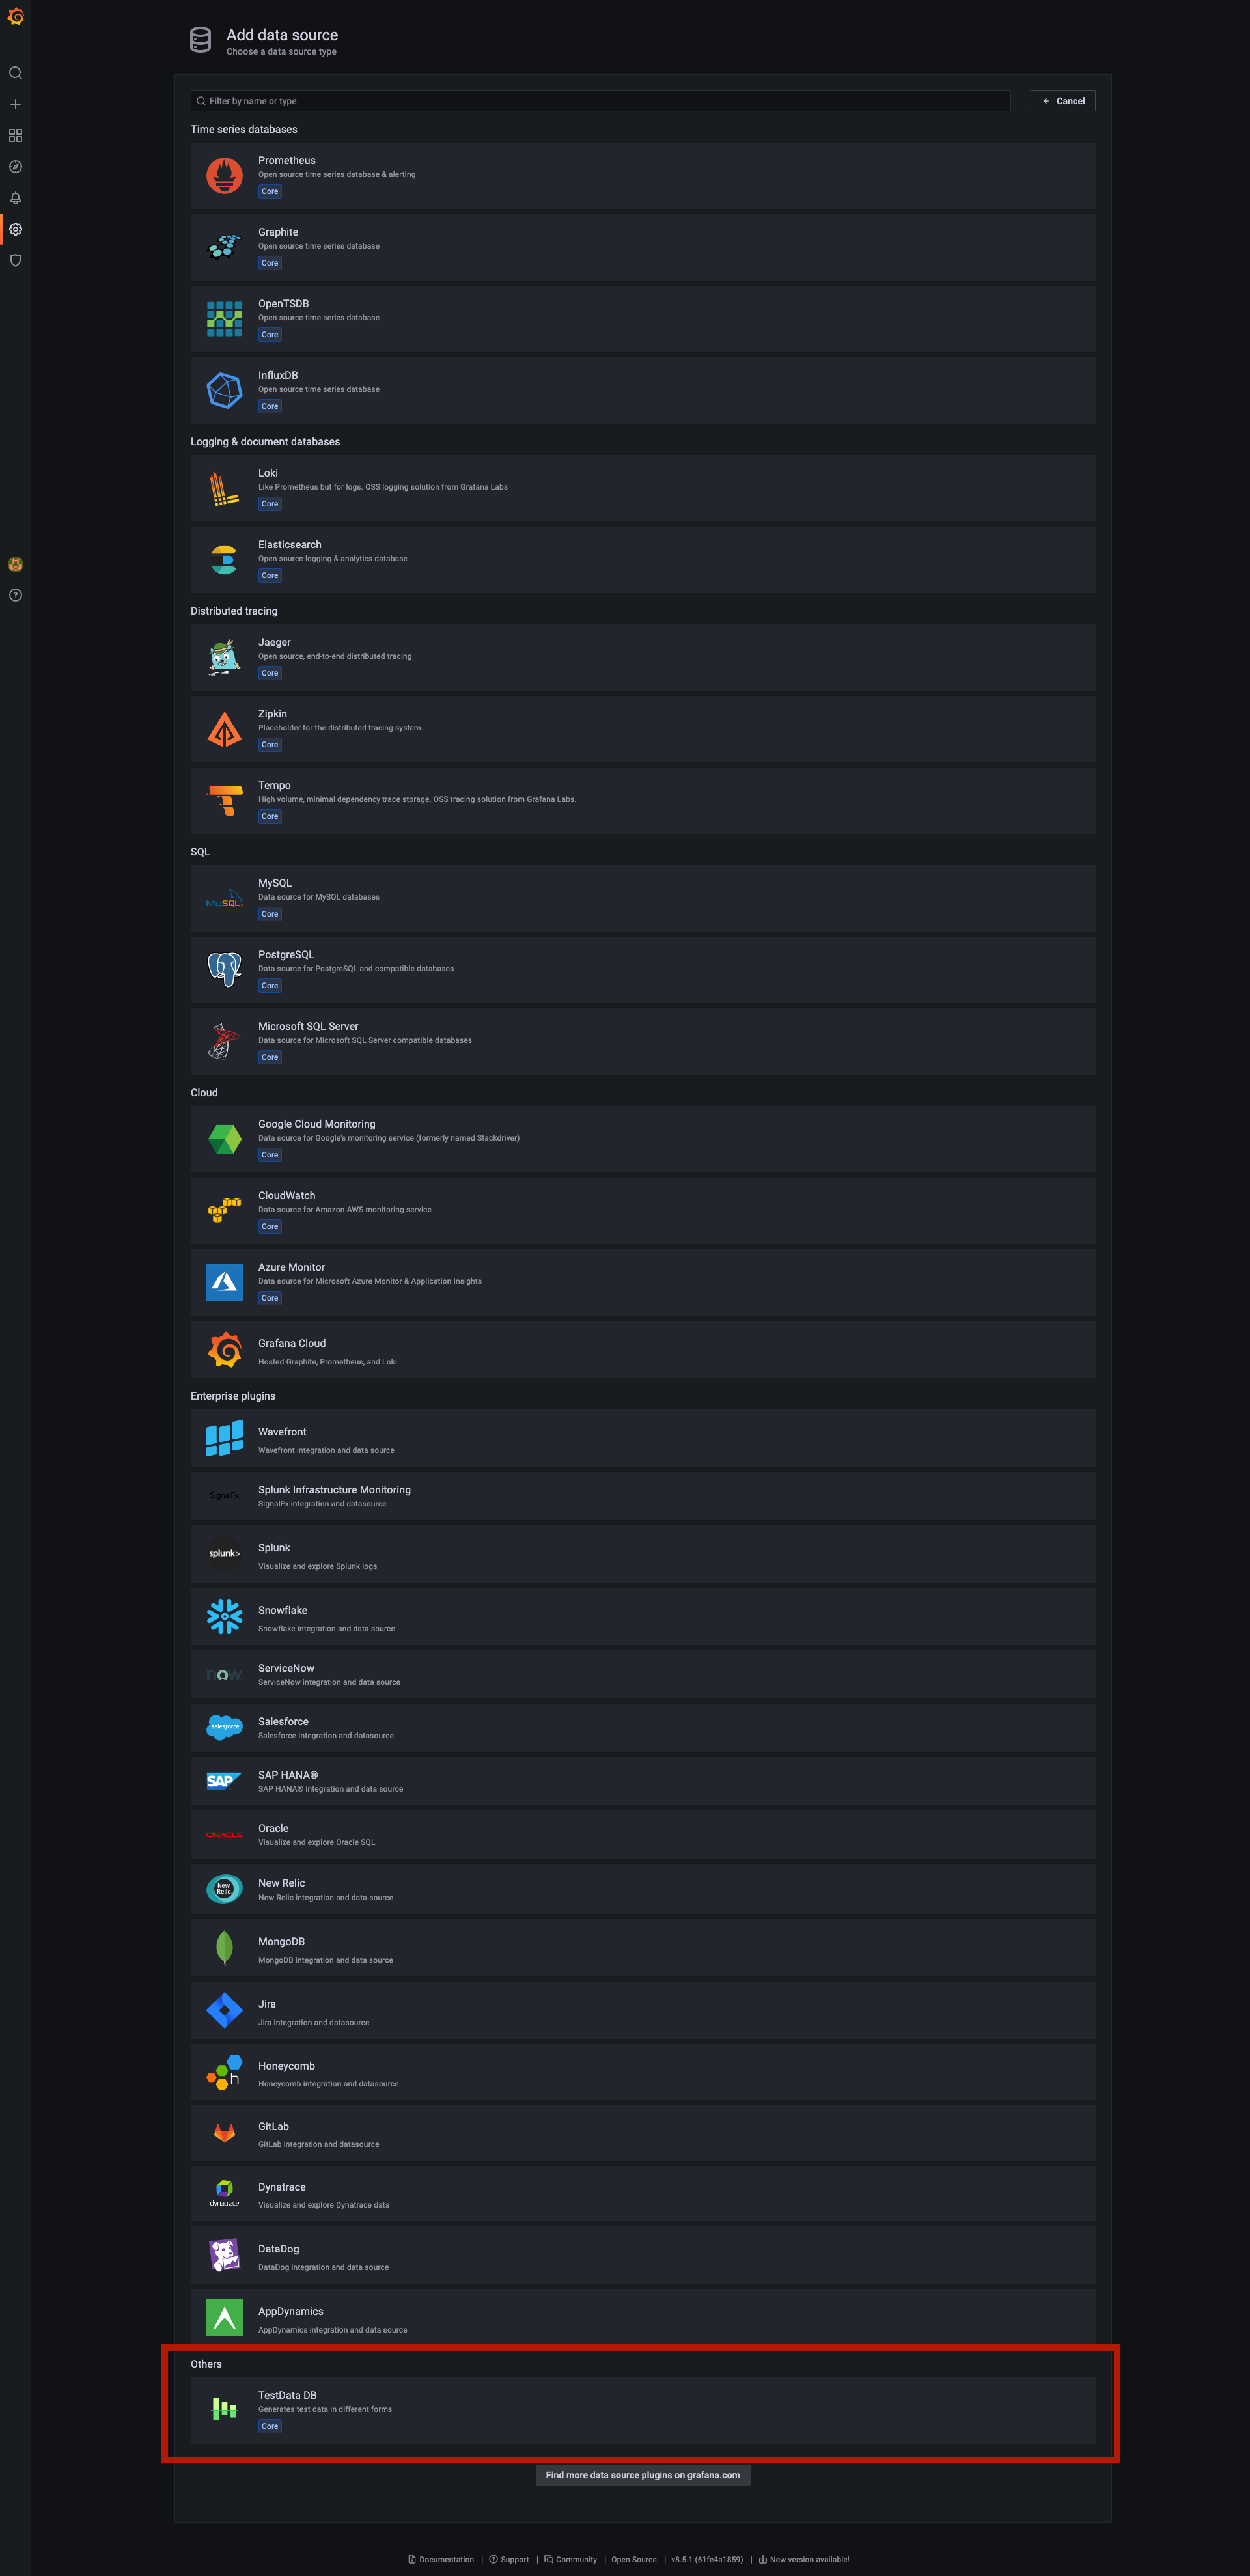 Add data source
Choose a data source type
Filter by name or type
Cancel
Time series databases
Prometheus
Open source time series database & alerting
Core
Graphite
Open source time series database
Core
OpenTSDB
Open source time series database
Core
InfluxDB
Open source time series database
Core
Logging & document databases
Loki
Like Prometheus but for logs. OSS logging solution from Grafana Labs
Core
Elasticsearch
Open source logging & analytics database
Core
Distributed tracing
Jaeger
Open source, end-to-end distributed tracing
Core
Zipkin
Placeholder for the distributed tracing system.
Core
Tempo
High volume, minimal dependency trace storage. OSS tracing solution from Grafana Labs.
Core
SQL
MySQL
MySQL
Data source for MySQL databases
Core
PostgreSQL
Data source for PostgreSQL and compatible databases
Core
Microsoft SQL Server
Data source for Microsoft SQL Server compatible databases
Core
Cloud
Google Cloud Monitoring
Data source for Google's monitoring service (formerly named Stackdriver)
Core
CloudWatch
Data source for Amazon AWS monitoring service
Core
Azure Monitor
Data source for Microsoft Azure Monitor & Application Insights
Core
Grafana Cloud
Hosted Graphite, Prometheus, and Loki
Enterprise plugins
Wavefront
Wavefront integration and data source
SignalFx
Splunk Infrastructure Monitoring
SignalFx integration and datasource
splunk>
Splunk
Visualize and explore Splunk logs
Snowflake
Snowflake integration and data source
now
ServiceNow
ServiceNow integration and data source
salesforce
Salesforce
Salesforce integration and datasource
SAP
SAP HANA®
SAP HANA® integration and data source
ORACLE
Oracle
Visualize and explore Oracle SQL
New
Relic
New Relic
New Relic integration and data source
MongoDB
MongoDB integration and data source
Jira
Jira integration and datasource
h
Honeycomb
Honeycomb integration and datasource
GitLab
GitLab integration and datasource
dynatrace
Dynatrace
Visualize and explore Dynatrace data
DataDog
DataDog integration and data source
AppDynamics
AppDynamics integration and data source
Others
TestData DB
Generates test data in different forms
Core
Find more data source plugins on grafana.com
Documentation | Support | Community | Open Source | v8.5.1 (61fe4a1859) | New version available!